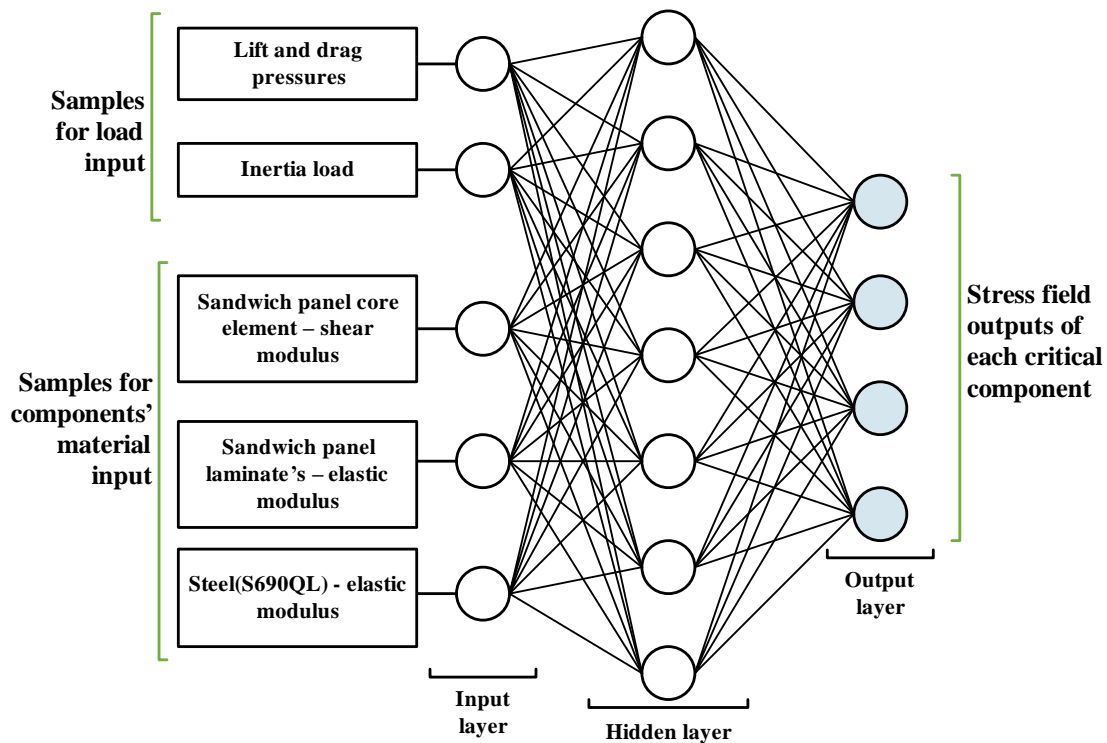 Samples
for load
input
Lift and drag
pressures
Inertia load
Samples for
components’
material
input
Sandwich panel core
element – shear
modulus
Sandwich panel
laminate’s – elastic
modulus
Steel(S690QL) - elastic
modulus
Input
layer
Hidden layer
Output
layer
Stress field
outputs of
each critical
component